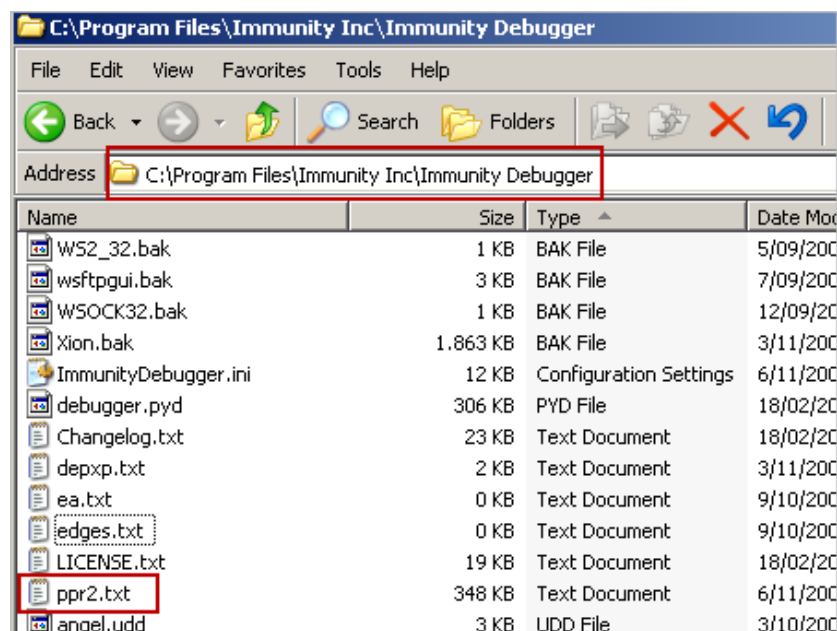 C:\Program Files\Immunity Inc\Immunity Debugger
File Edit View Favorites Tools Help
Back Search Folders
Address C:\Program Files\Immunity Inc\Immunity Debugger
Name Size Type Date Moc
WS2_32.bak 1 KB BAK File 5/09/200
wsftpgui.bak 3 KB BAK File 7/09/200
WSOCK32.bak 1 KB BAK File 12/09/20
Xion.bak 1.863 KB BAK File 3/11/200
ImmunityDebugger.ini 12 KB Configuration Settings 6/11/200
debugger.pyd 306 KB PYD File 18/02/20
Changelog.txt 23 KB Text Document 18/02/20
depxp.txt 2 KB Text Document 3/11/200
ea.txt 0 KB Text Document 9/10/200
edges.txt 0 KB Text Document 9/10/200
LICENSE.txt 19 KB Text Document 18/02/20
ppr2.txt 348 KB Text Document 6/11/200
angel.udd 3 KB UDD File 3/10/200